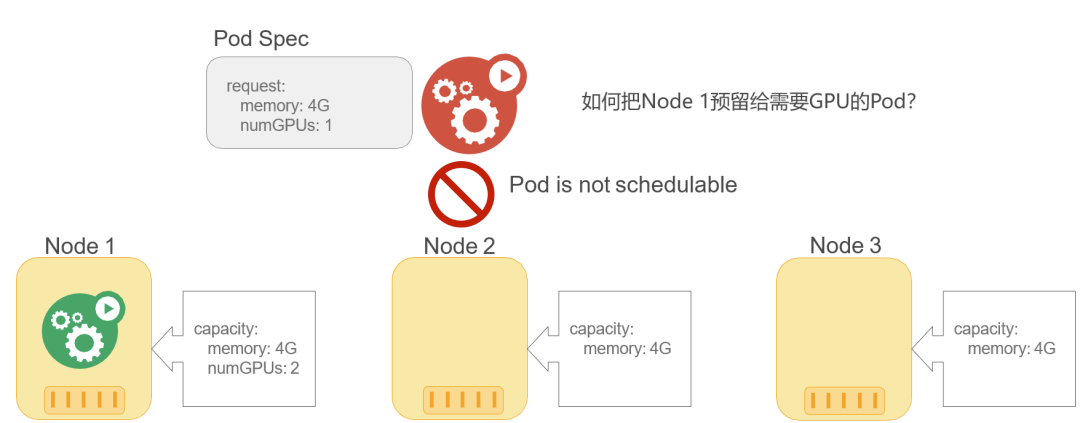 Pod Spec
request:
memory: 4G
numGPUs: 1
如何把Node 1预留给需要GPU的Pod?
Pod is not schedulable
Node 1
Node 2
Node 3
capacity:
memory: 4G
numGPUs: 2
capacity:
memory: 4G
capacity:
memory: 4G